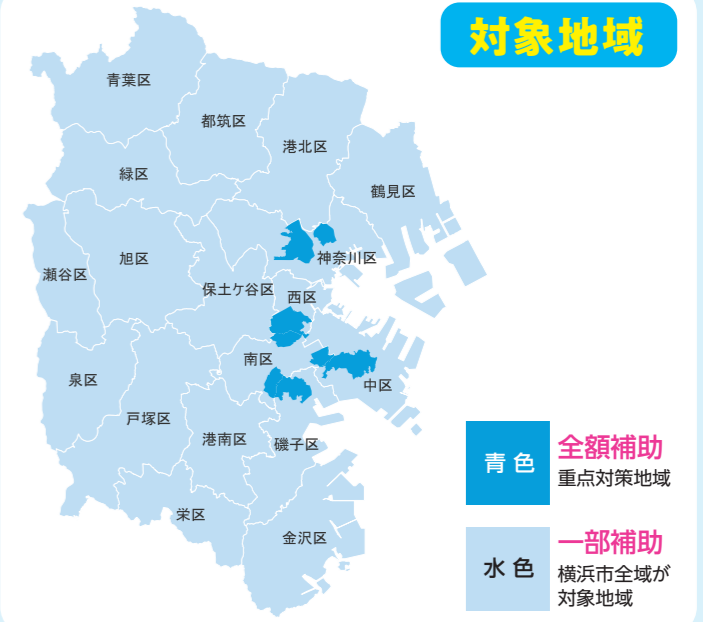 対象地域
青葉区
都筑区
港北区
緑区
鶴見区
旭区
神奈川区
瀬谷区
保土ケ谷区
西区
南区
泉区
中区
戸塚区
港南区
磯子区
栄区
金沢区
青色
全額補助
重点対策地域
水色
一部補助
横浜市全域が
対象地域